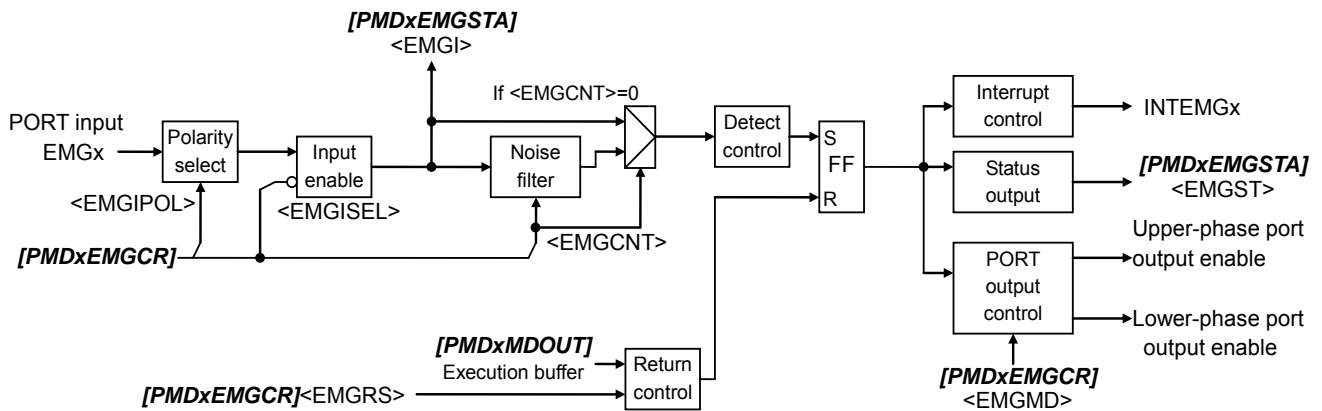 [PMDxEMGSTA]
<EMGI>
If <EMGCNT>=0
PORT input
EMGx
Polarity
select
Input
enable
Noise
filter
Detect
control
S
FF
R
Interrupt
control
INTEMGx
Status
output
[PMDxEMGSTA]
<EMGST>
<EMGIPOL>
<EMGISEL>
<EMGCNT>
[PMDxEMGCR]
PORT
output
control
Upper-phase port
output enable
Lower-phase port
output enable
[PMDxMDOUT]
Execution buffer
Return
control
[PMDxEMGCR]<EMGRS>
[PMDxEMGCR]
<EMGMD>